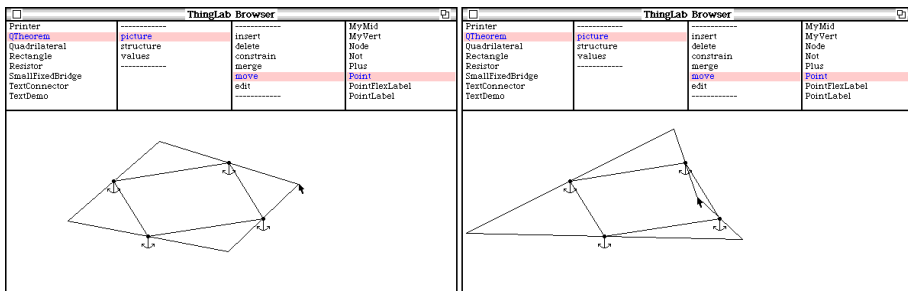 ThingLab Browser
Printer
QTheorem
Quadrilateral
Rectangle
Resistor
SmallFixedBridge
TextConnector
TextDemo
------------
picture
structure
values
------------
------------
insert
delete
constrain
merge
move
edit
------------
MyMid
MyVert
Node
Not
Plus
Point
PointFlexLabel
PointLabel
ThingLab Browser
Printer
QTheorem
Quadrilateral
Rectangle
Resistor
SmallFixedBridge
TextConnector
TextDemo
------------
picture
structure
values
------------
------------
insert
delete
constrain
merge
move
edit
------------
MyMid
MyVert
Node
Not
Plus
Point
PointFlexLabel
PointLabel